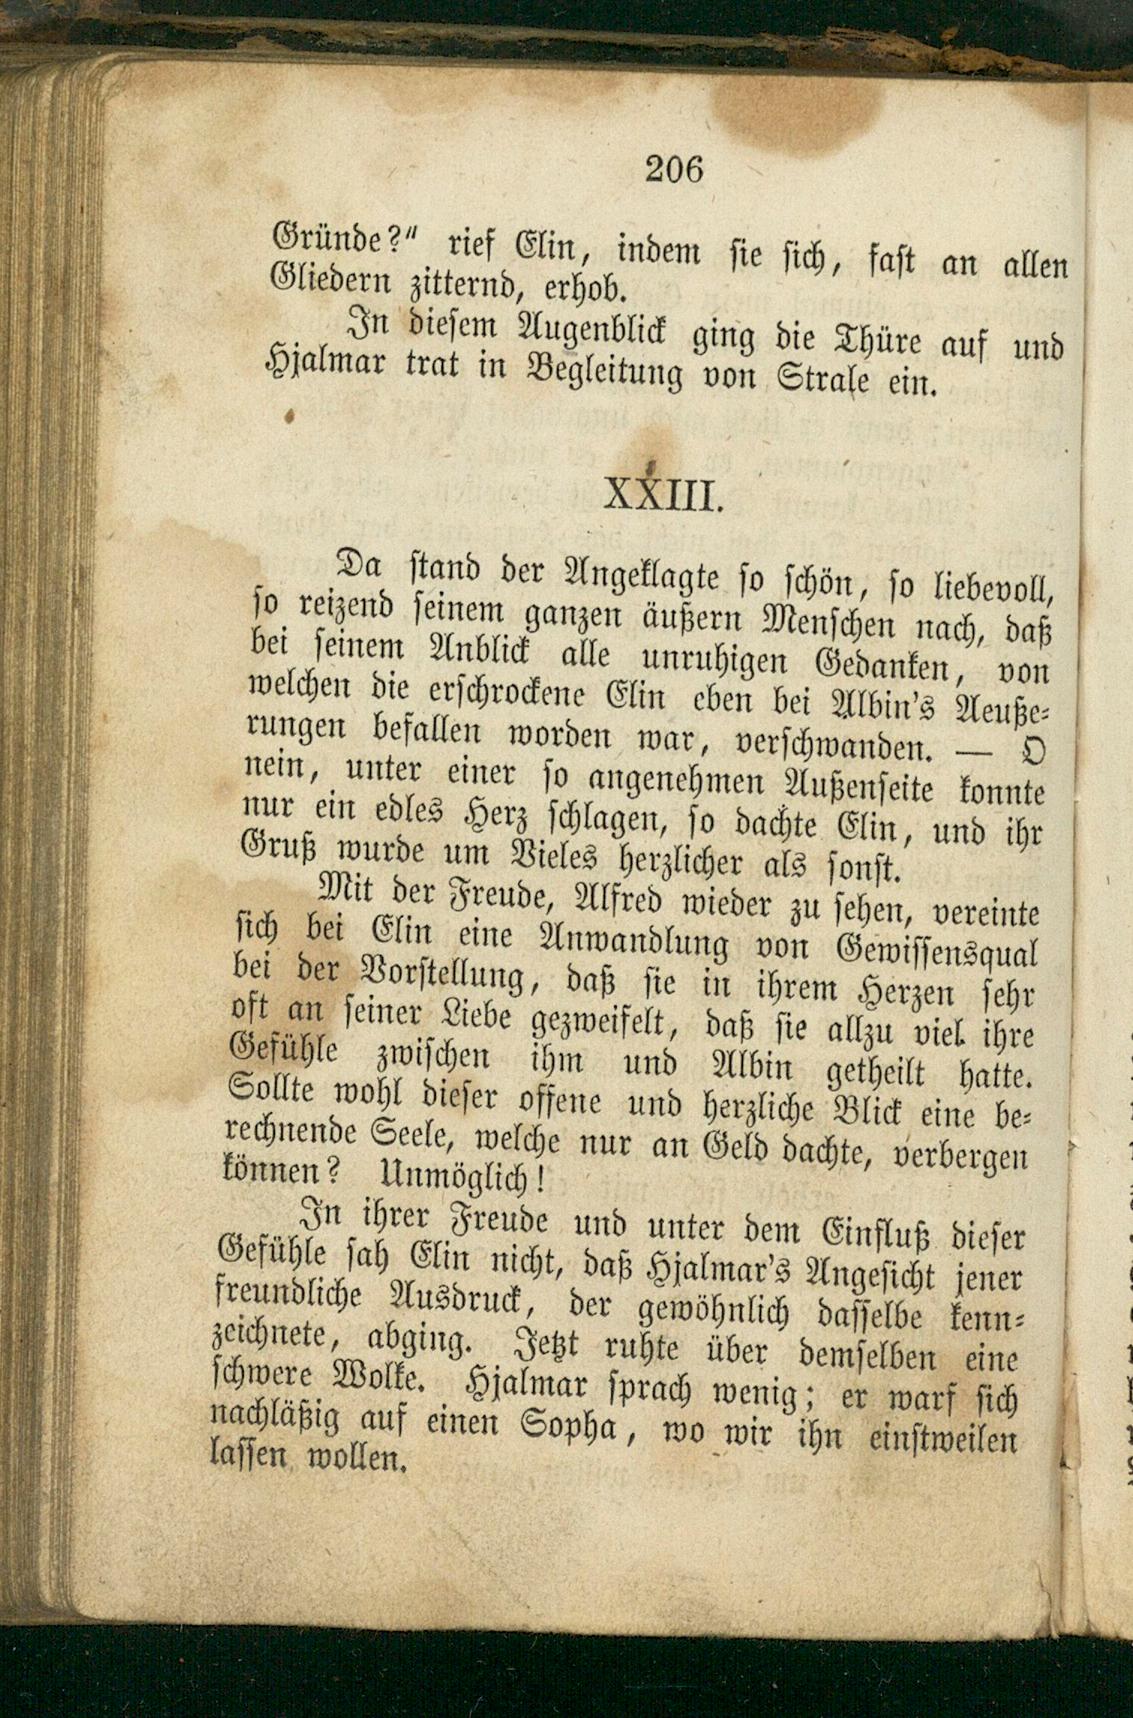 206
Gründe?" rief Elin, indem sie sich, fast an allen
Gliedern zitternd, erhob.
In diesem Augenblick ging die Thüre auf und
Hjalmar trat in Begleitung von Strale ein.
XXIII.
Da stand der Angeklagte so schön, so liebevoll,
so reizend seinem ganzen äußern Menschen nach, daß
bei seinem Anblick alle unruhigen Gedanken, von
welchen die erschrockene Elin eben bei Albin's Aeuße-
rungen befallen worden war, verschwanden. — O
nein, unter einer so angenehmen Außenseite konnte
nur ein edles Herz schlagen, so dachte Elin, und ihr
Gruß wurde um Vieles herzlicher als sonst.
Mit der Freude, Alfred wieder zu sehen, vereinte
sich bei Elin eine Anwandlung von Gewissensqual
bei der Vorstellung, daß sie in ihrem Herzen sehr
oft an seiner Liebe gezweifelt, daß sie allzu viel ihre
Gefühle zwischen ihm und Albin getheilt hatte.
Sollte wohl dieser offene und herzliche Blick eine be-
rechnende Seele, welche nur an Geld dachte, verbergen
können? Unmöglich!
In ihrer Freude und unter dem Einfluß dieser
Gefühle sah Elin nicht, daß Hjalmar's Angesicht jener
freundliche Ausdruck, der gewöhnlich dasselbe kenn-
zeichnete, abging. Jetzt ruhte über demselben eine
schwere Wolke. Hjalmar sprach wenig; er warf sich
nachläßig auf einen Sopha, wo wir ihn einstweilen
lassen wollen.